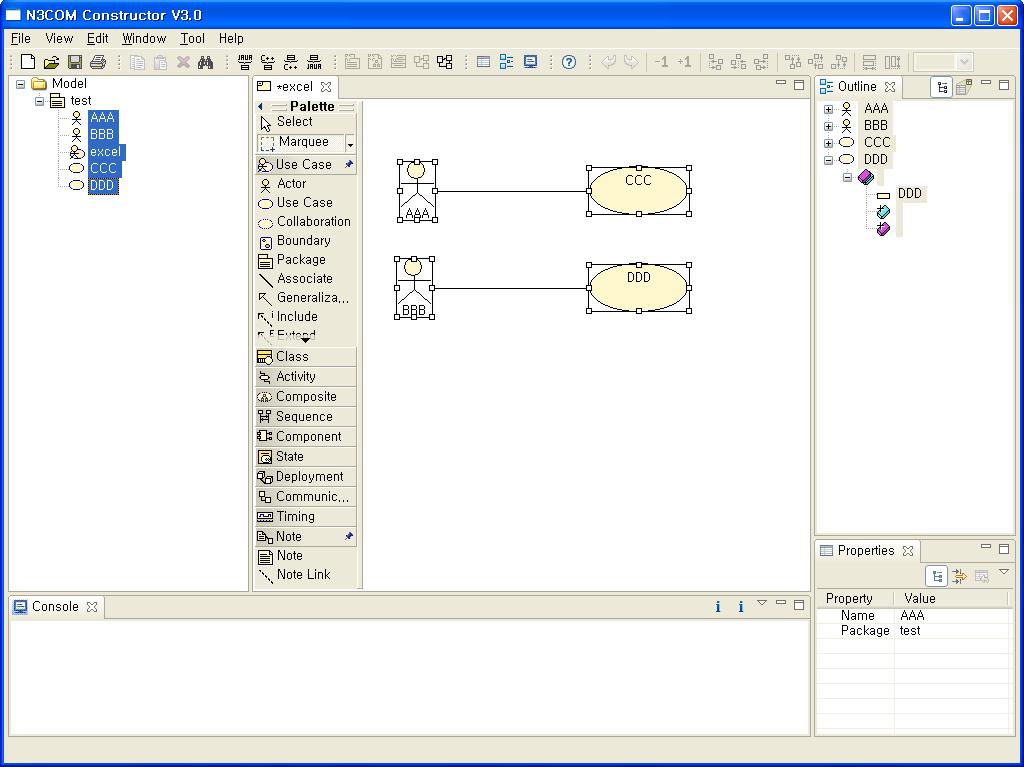 N3COM Constructor V3.0
File View Edit Window Tool Help
-1 +1
Model
test
AAA
BBB
excel
CCC
DDD
*excel
Palette
Select
Marquee
Use Case
Actor
Use Case
Collaboration
Boundary
Package
Associate
Generaliza...
Include
Extend
Class
Activity
Composite
Sequence
Component
State
Deployment
Communic...
Timing
Note
Note
Note Link
AAA
CCC
BBB
DDD
Outline
AAA
BBB
CCC
DDD
DDD
Properties
Property Value
Name AAA
Package test
Console